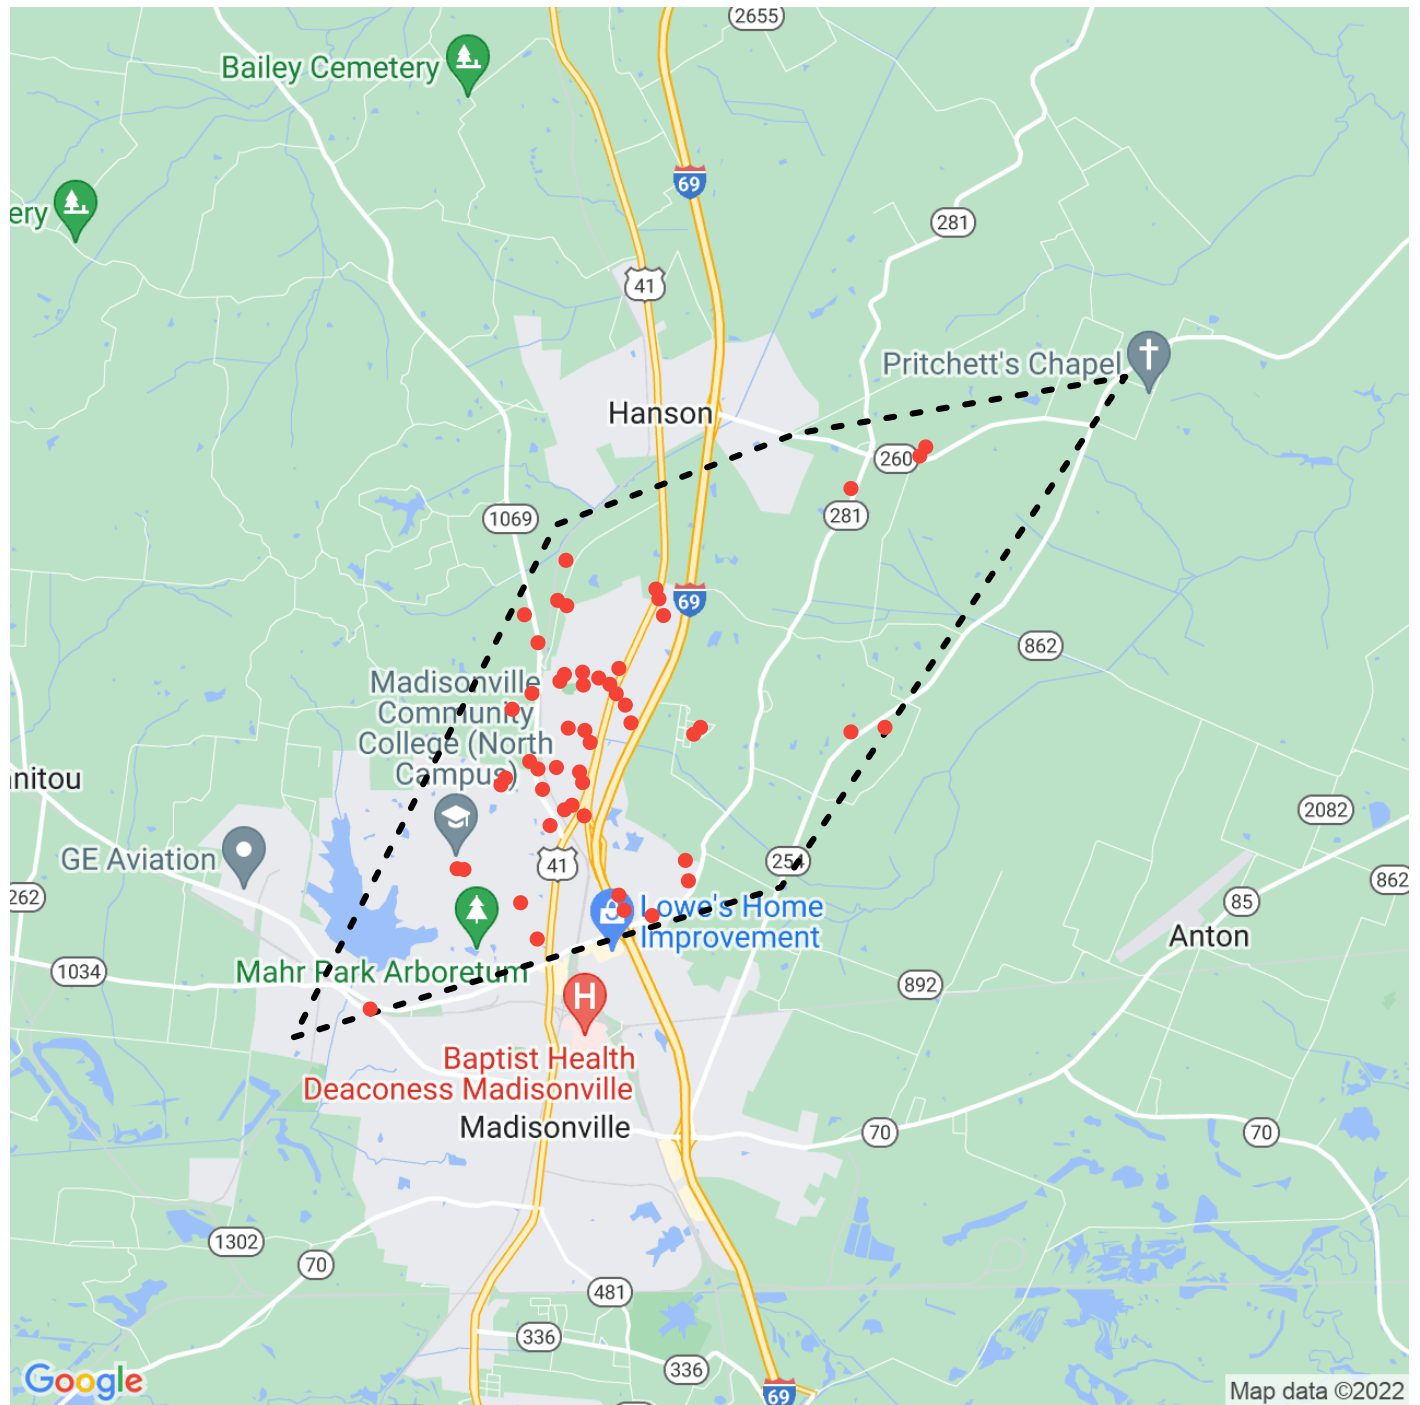 2655
Bailey Cemetery
69
ery
281
41
Pritchett's Chapel
Hanson
260
281
1069
69
862
Madisonville
Community
College (North
Campus)
anitou
2082
GE Aviation
41
254
862
262
85
Lowe's Home
Improvement
Anton
1034
Mahr Park Arboretum
892
H
Baptist Health
Deaconess Madisonville
Madisonville
70
70
1302
70
481
336
336
69
Google
Map data ©2022